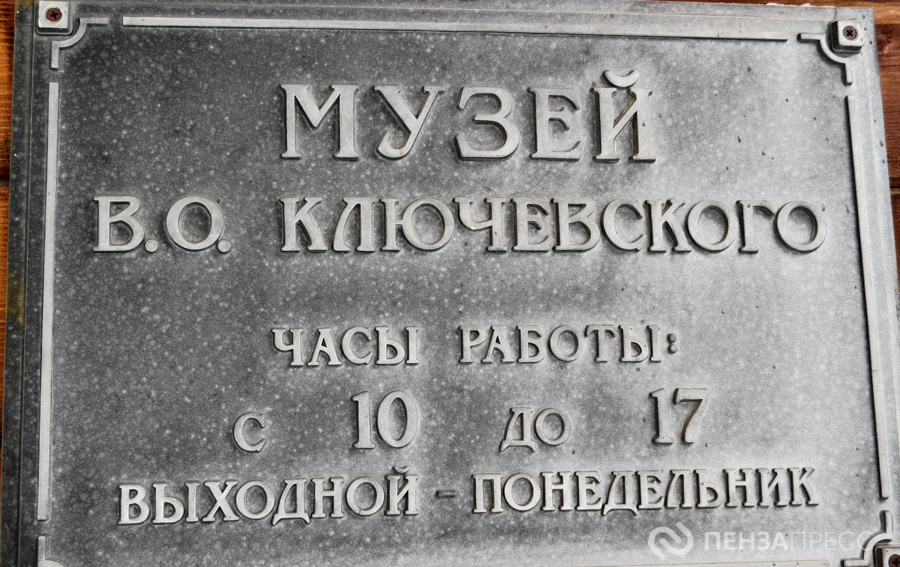 МУЗЕЙ
В.О. КЛЮЧЕВСКОГО
ЧАСЫ РАБОТЫ:
С 10 ДО 17
ВЫХОДНОЙ - ПОНЕДЕЛЬНИК
ПЕНЗАПРЕСС